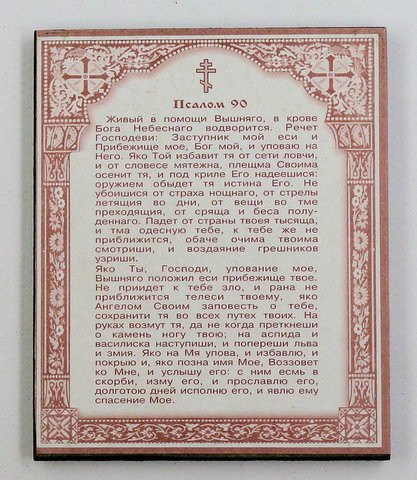 Псалом 90
Живый в помощи Вышняго, в крове
Бога Небеснаго водворится. Речет
Господеви: Заступник мой еси и
Прибежище мое, Бог мой, и уповаю на
Него. Яко Той избавит тя от сети ловчи,
и от словесе мятежна, плещма Своима
осенит тя, и под криле Его надеешися:
оружием обыдет тя истина Его. Не
убоишися от страха нощнаго, от стрелы
летящия во дни, от вещи во тме
преходящия, от сряща и беса полу-
деннаго. Падет от страны твоея тысяща,
и тма одесную тебе, к тебе же не
приближится, обаче очима твоима
смотриши, и воздаяние грешников
узриши.
Яко Ты, Господи, упование мое,
Вышняго положил еси прибежище твое.
Не приидет к тебе зло, и рана не
приближится телеси твоему, яко
Ангелом Своим заповесть о тебе,
сохранити тя во всех путех твоих. На
руках возмут тя, да не когда преткнеши
о камень ногу твою; на аспида и
василиска наступиши, и попереши льва
и змия. Яко на Мя упова, и избавлю, и
покрыю и, яко позна имя Мое, Воззовет
ко Мне, и услышу его: с ним есмь в
скорби, изму его, и прославлю его,
долготою дней исполню его, и явлю ему
спасение Мое.